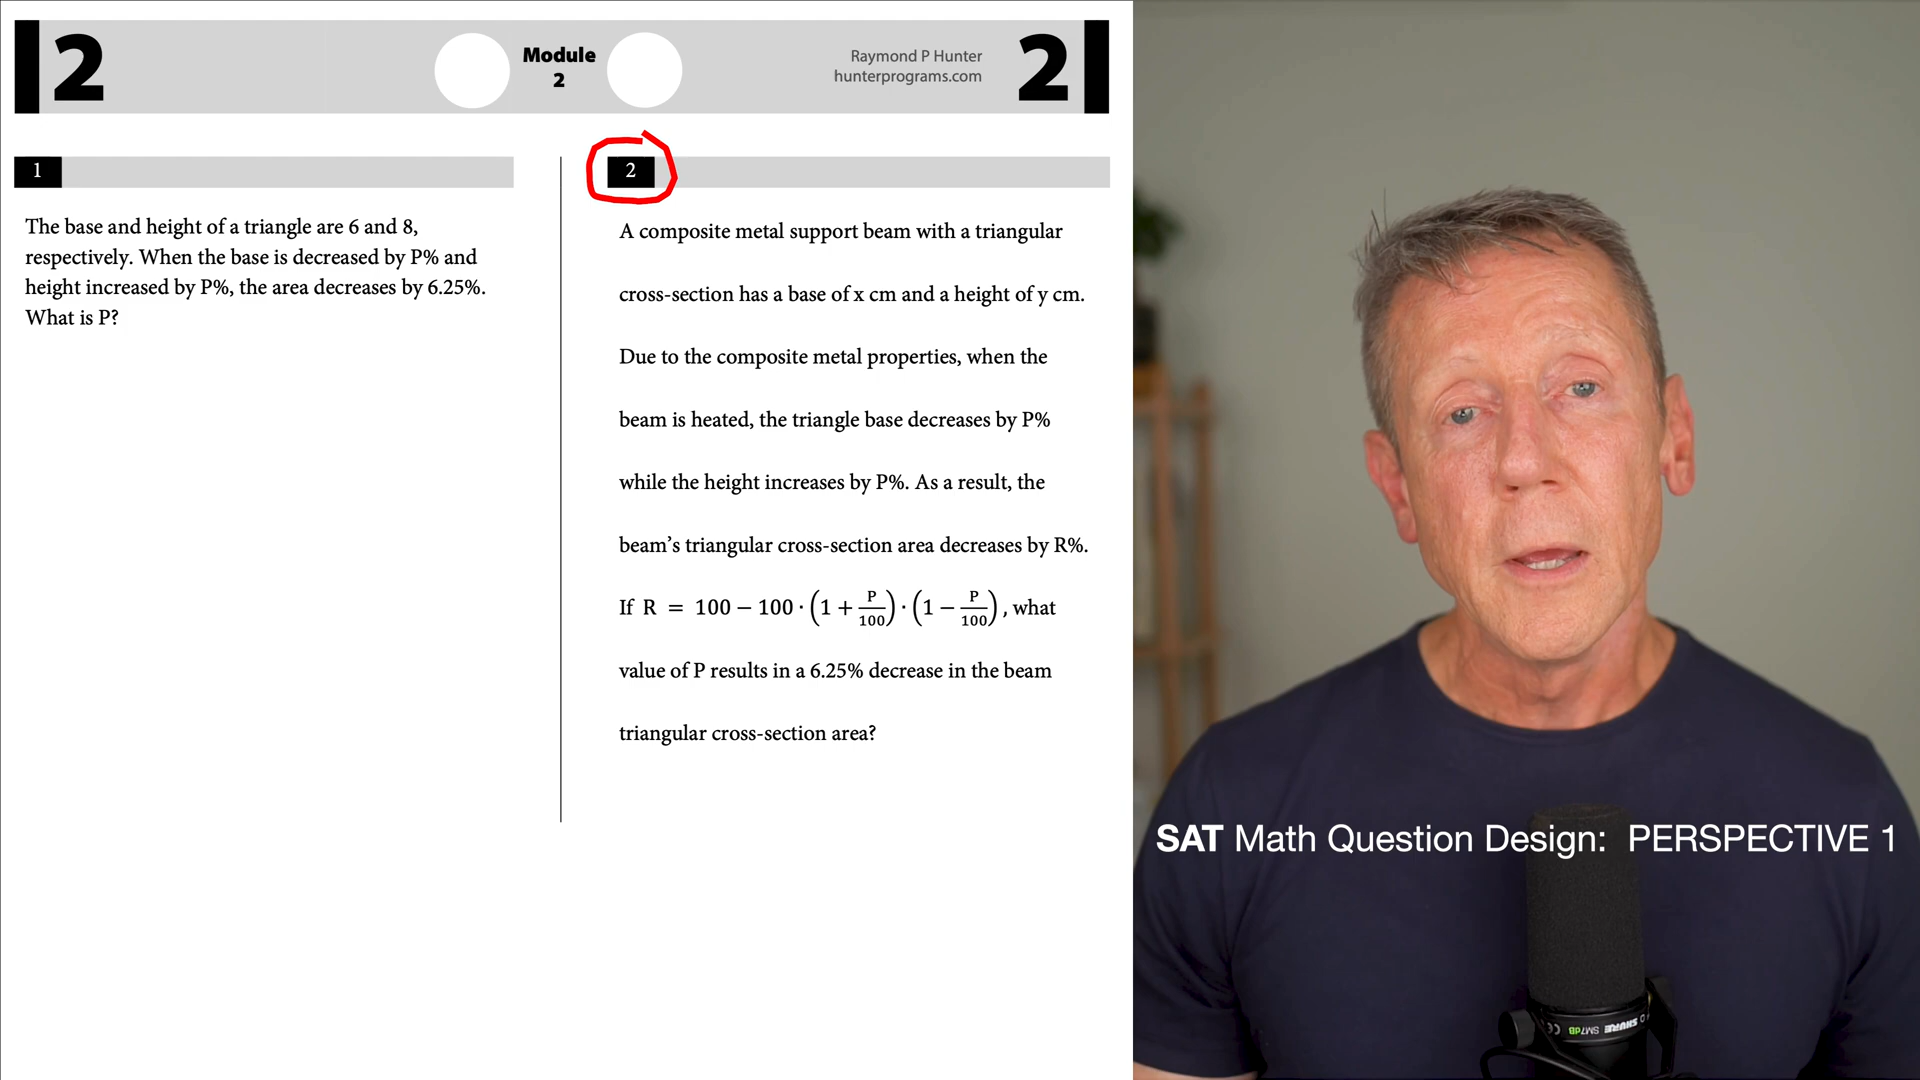 2
Module
2
Raymond P Hunter
hunterprograms.com
2
1
The base and height of a triangle are 6 and 8,
respectively. When the base is decreased by P% and
height increased by P%, the area decreases by 6.25%.
What is P?
2
A composite metal support beam with a triangular
cross-section has a base of x cm and a height of y cm.
Due to the composite metal properties, when the
beam is heated, the triangle base decreases by P%
while the height increases by P%. As a result, the
beam’s triangular cross-section area decreases by R%.
If R = 100 − 100 · (1 + P/100) · (1 − P/100) , what
value of P results in a 6.25% decrease in the beam
triangular cross-section area?
SAT Math Question Design: PERSPECTIVE 1
SHURE SM7dB